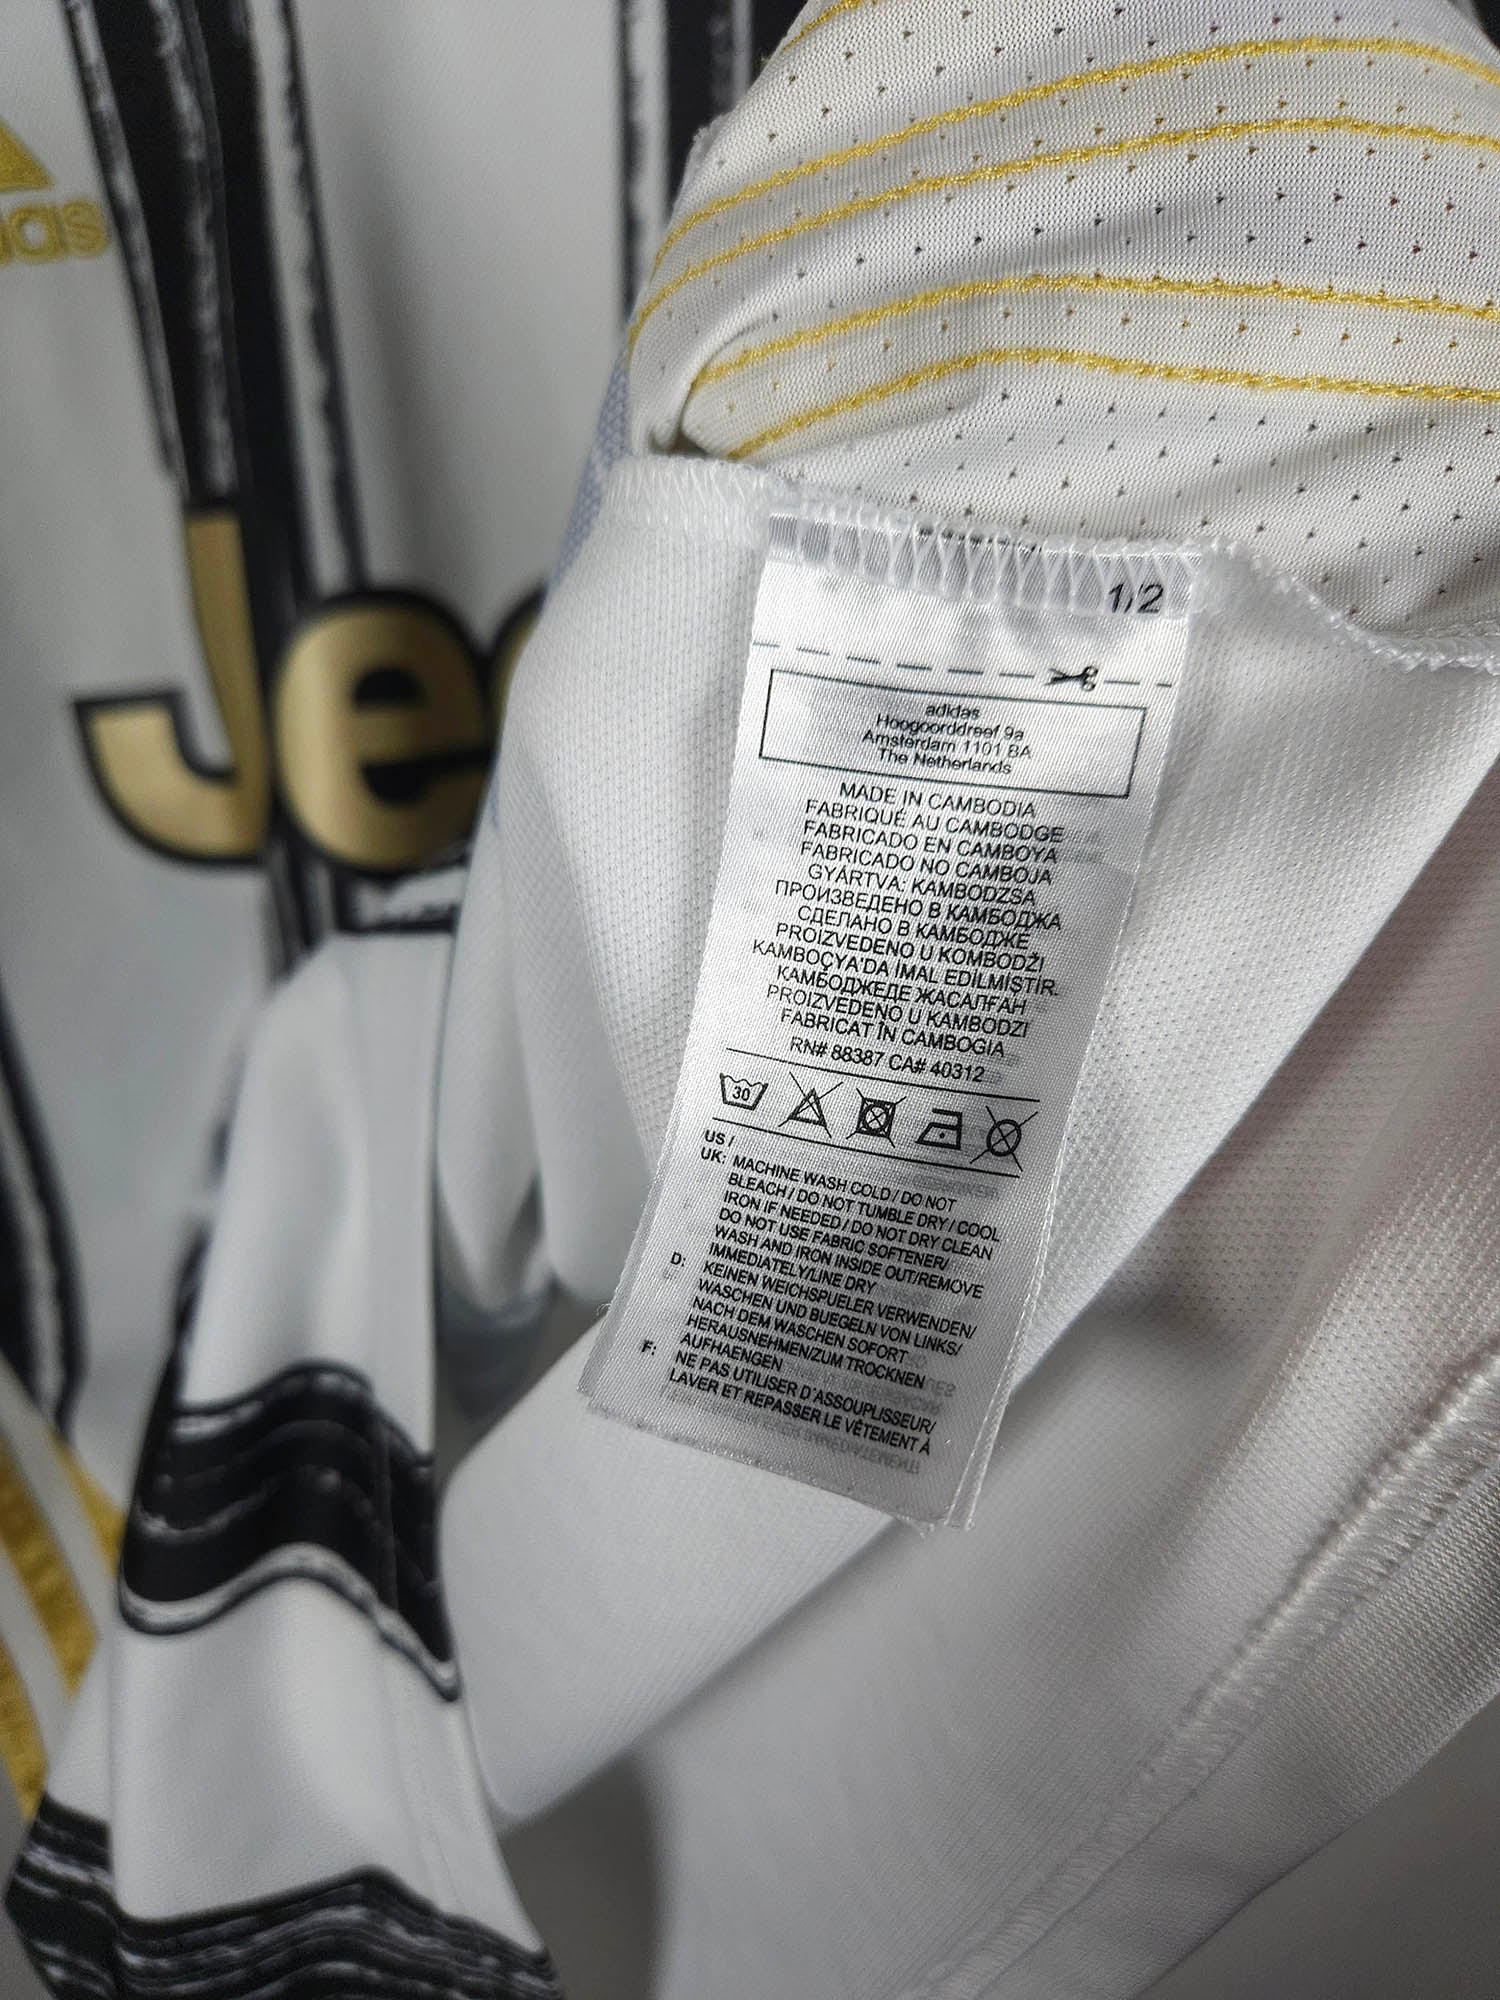 adidas
Jee
1/2
adidas
Hoogoorddreef 9a
Amsterdam 1101 BA
The Netherlands
MADE IN CAMBODIA
FABRIQUÉ AU CAMBODGE
FABRICADO EN CAMBOYA
FABRICADO NO CAMBOJA
GYÁRTVA: KAMBODZSA
ПРОИЗВЕДЕНО В КАМБОДЖА
СДЕЛАНО В КАМБОДЖЕ
PROIZVEDENO U KOMBODŽI
KAMBOÇYA'DA İMAL EDİLMİŞTİR.
КАМБОДЖЕДЕ ЖАСАЛҒАН
PROIZVEDENO U KAMBODZI
FABRICAT ÎN CAMBOGIA
RN# 88387 CA# 40312
30
US /
UK: MACHINE WASH COLD / DO NOT
BLEACH / DO NOT TUMBLE DRY / COOL
IRON IF NEEDED / DO NOT DRY CLEAN
DO NOT USE FABRIC SOFTENER/
WASH AND IRON INSIDE OUT/REMOVE
IMMEDIATELY/LINE DRY
D: KEINEN WEICHSPUELER VERWENDEN/
WASCHEN UND BUEGELN VON LINKS/
NACH DEM WASCHEN SOFORT
HERAUSNEHMEN/ZUM TROCKNEN
AUFHAENGEN
F: NE PAS UTILISER D'ASSOUPLISSEUR/
LAVER ET REPASSER LE VÊTEMENT À